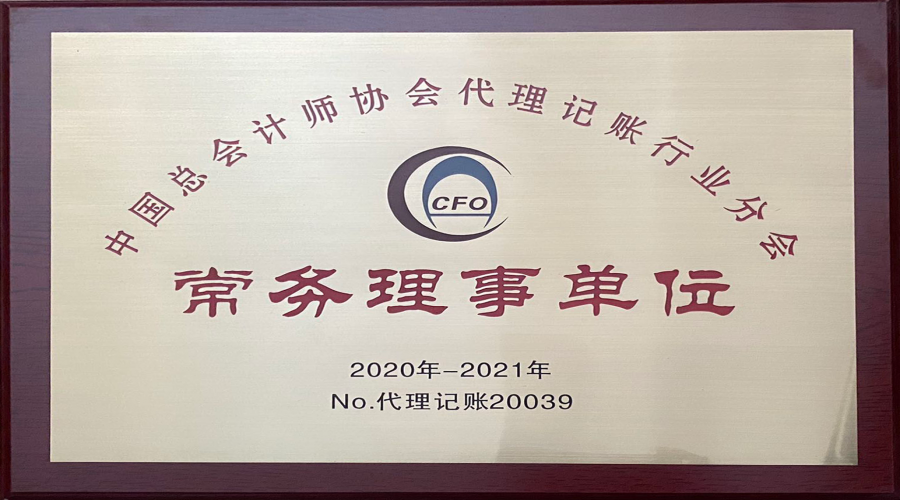 中国总会计师协会代理记账行业分会
CFO
常务理事单位
2020年-2021年
No.代理记账20039